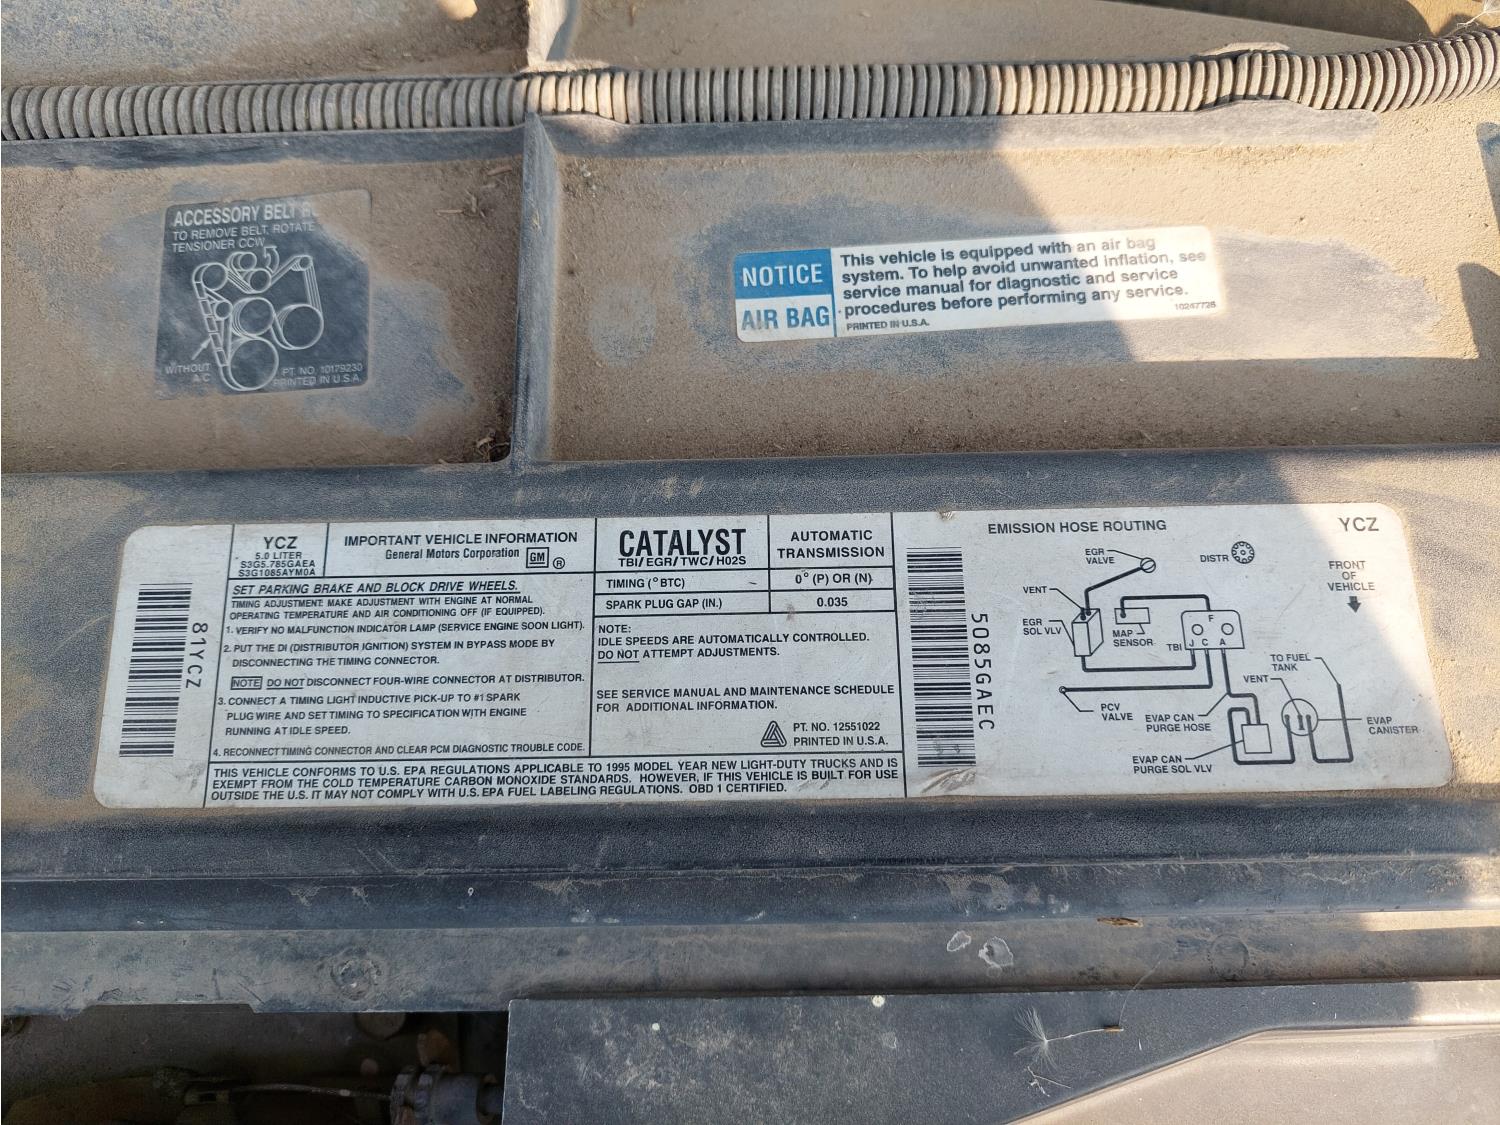 ACCESSORY BELT
TO REMOVE BELT, ROTATE
TENSIONER CCW
WITHOUT
A/C
PT. NO. 10179230
PRINTED IN U.S.A.
NOTICE
AIR BAG
This vehicle is equipped with an air bag
system. To help avoid unwanted inflation, see
service manual for diagnostic and service
procedures before performing any service.
PRINTED IN U.S.A.
10247726
81YCZ
YCZ
5.0 LITER
S3G5.785GAEA
S3G1085AYM0A
IMPORTANT VEHICLE INFORMATION
General Motors Corporation GM ®
SET PARKING BRAKE AND BLOCK DRIVE WHEELS.
TIMING ADJUSTMENT: MAKE ADJUSTMENT WITH ENGINE AT NORMAL
OPERATING TEMPERATURE AND AIR CONDITIONING OFF (IF EQUIPPED).
1. VERIFY NO MALFUNCTION INDICATOR LAMP (SERVICE ENGINE SOON LIGHT).
2. PUT THE DI (DISTRIBUTOR IGNITION) SYSTEM IN BYPASS MODE BY
DISCONNECTING THE TIMING CONNECTOR.
NOTE DO NOT DISCONNECT FOUR-WIRE CONNECTOR AT DISTRIBUTOR.
3. CONNECT A TIMING LIGHT INDUCTIVE PICK-UP TO #1 SPARK
PLUG WIRE AND SET TIMING TO SPECIFICATION WITH ENGINE
RUNNING AT IDLE SPEED.
4. RECONNECT TIMING CONNECTOR AND CLEAR PCM DIAGNOSTIC TROUBLE CODE.
CATALYST
TBI/EGR/TWC/HO2S
AUTOMATIC
TRANSMISSION
TIMING (°BTC)
0° (P) OR (N)
SPARK PLUG GAP (IN.)
0.035
NOTE:
IDLE SPEEDS ARE AUTOMATICALLY CONTROLLED.
DO NOT ATTEMPT ADJUSTMENTS.
SEE SERVICE MANUAL AND MAINTENANCE SCHEDULE
FOR ADDITIONAL INFORMATION.
PT. NO. 12551022
PRINTED IN U.S.A.
THIS VEHICLE CONFORMS TO U.S. EPA REGULATIONS APPLICABLE TO 1995 MODEL YEAR NEW LIGHT-DUTY TRUCKS AND IS
EXEMPT FROM THE COLD TEMPERATURE CARBON MONOXIDE STANDARDS. HOWEVER, IF THIS VEHICLE IS BUILT FOR USE
OUTSIDE THE U.S. IT MAY NOT COMPLY WITH U.S. EPA FUEL LABELING REGULATIONS. OBD 1 CERTIFIED.
5085GAEC
EMISSION HOSE ROUTING
YCZ
EGR
VALVE
DISTR
FRONT
OF
VEHICLE
VENT
EGR
SOL VLV
MAP
SENSOR
TBI
F
J C A
TO FUEL
TANK
VENT
PCV
VALVE
EVAP CAN
PURGE HOSE
EVAP
CANISTER
EVAP CAN
PURGE SOL VLV